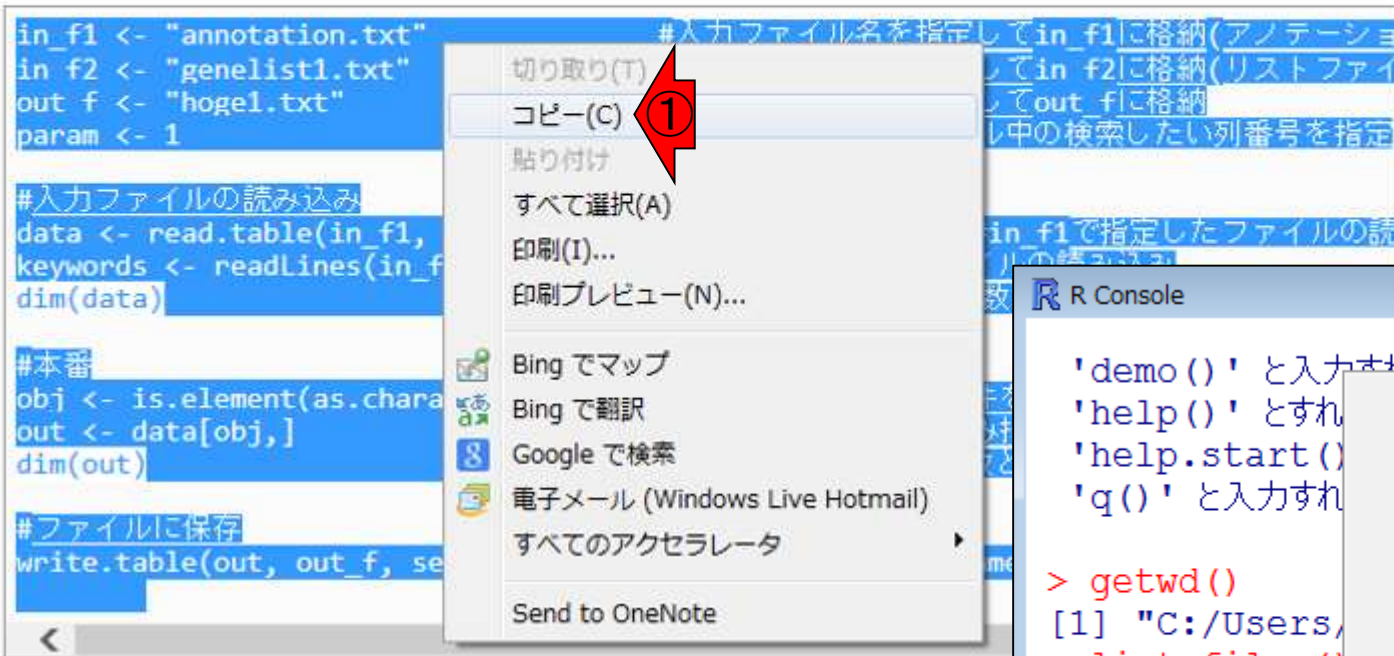 in_f1 <- "annotation.txt" #入力ファイル名を指定してin_f1に格納(アノテーショ
in_f2 <- "genelist1.txt" してin_f2に格納(リストファイ
out_f <- "hoge1.txt" してout_fに格納
param <- 1 ル中の検索したい列番号を指定
#入力ファイルの読み込み
data <- read.table(in_f1, in_f1で指定したファイルの読
keywords <- readLines(in_f
dim(data)
#本番
obj <- is.element(as.chara
out <- data[obj,]
dim(out)
#ファイルに保存
write.table(out, out_f, se
切り取り(T)
コピー(C)
①
貼り付け
すべて選択(A)
印刷(I)...
印刷プレビュー(N)...
Bing でマップ
Bing で翻訳
Google で検索
電子メール (Windows Live Hotmail)
すべてのアクセラレータ
Send to OneNote
R Console
'demo()' と入力すれ
'help()' とすれ
'help.start()
'q()' と入力すれ
> getwd()
[1] "C:/Users/